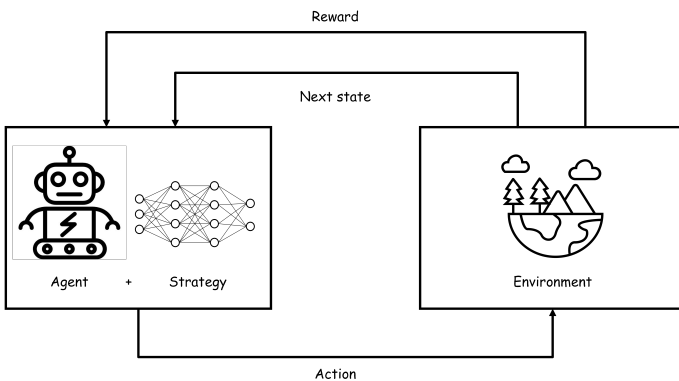 Reward
Next state
Agent + Strategy
Environment
Action